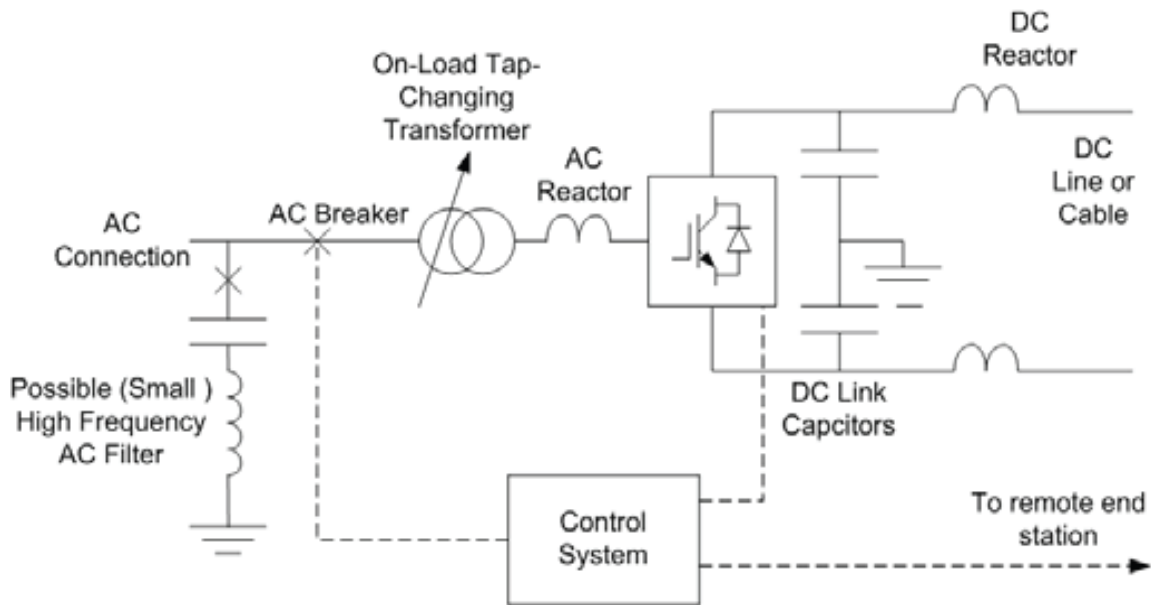 DC
Reactor
On-Load Tap-
Changing
Transformer
AC
Reactor
DC
Line or
Cable
AC Breaker
AC
Connection
Possible (Small )
High Frequency
AC Filter
DC Link
Capcitors
Control
System
To remote end
station